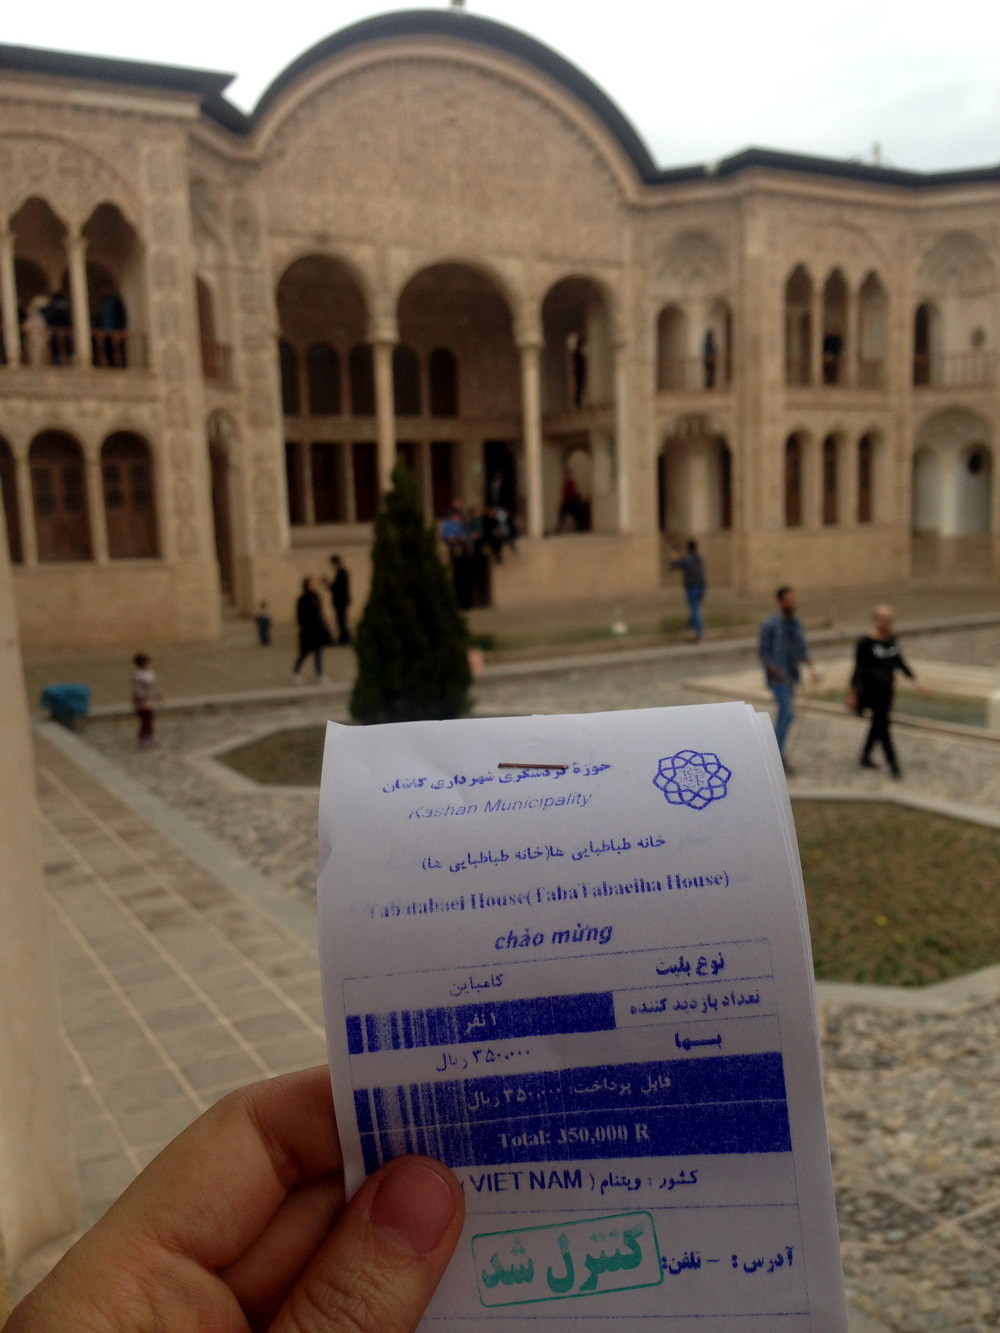 حوزهٔ گردشگری شهرداری کاشان
Kashan Municipality
خانه طباطبایی ها(خانه طباطبایی ها)
Tabatabaei House(TabaTabaeiha House)
chào mừng
نوع بلیت کامباین
تعداد بازدید کننده ۱ نفر
بـــها ۳۵۰،۰۰۰ ریال
قابل پرداخت: ۳۵۰،۰۰۰ ریال
Total: 350,000 R
کشور : ویتنام ( VIET NAM )
آدرس : – تلفن:
کنترل شد